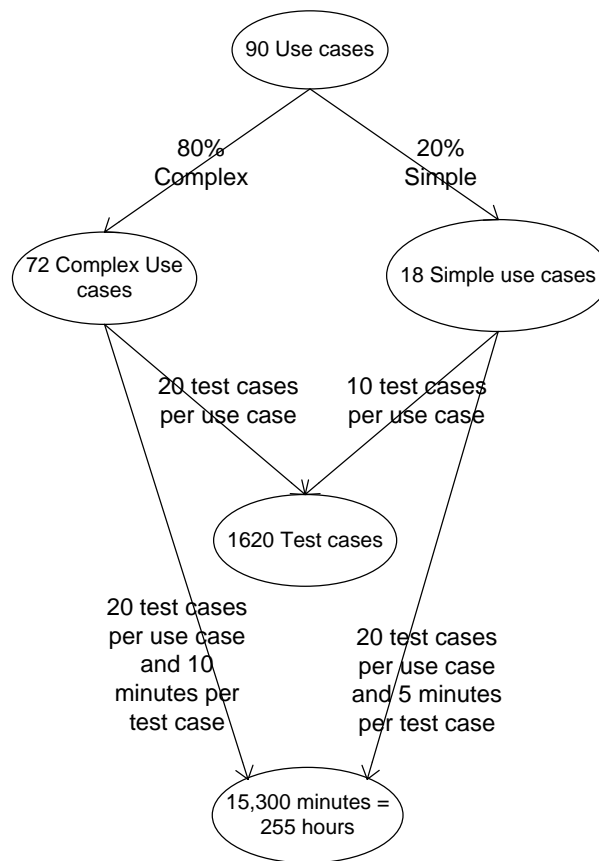 90 Use cases
80%
Complex
20%
Simple
72 Complex Use
cases
18 Simple use cases
20 test cases
per use case
10 test cases
per use case
1620 Test cases
20 test cases
per use case
and 10
minutes per
test case
20 test cases
per use case
and 5 minutes
per test case
15,300 minutes =
255 hours